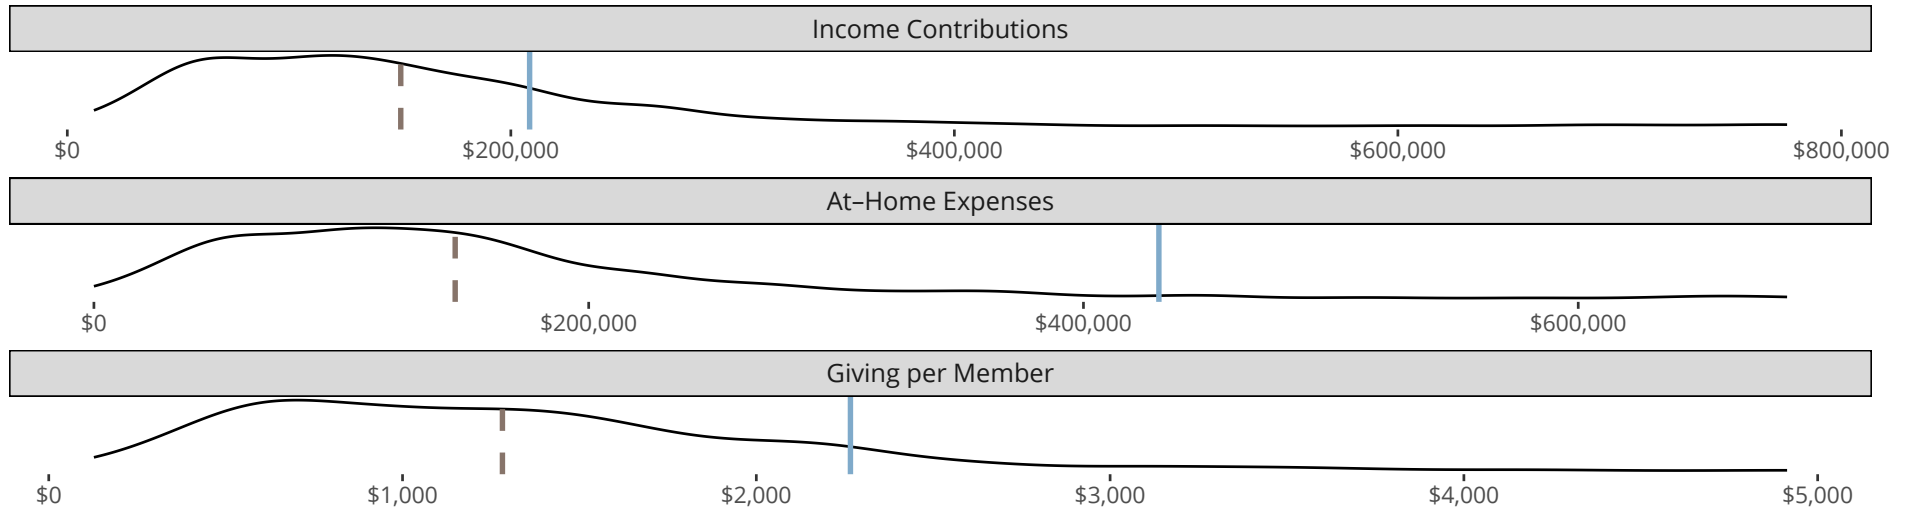 Income Contributions
$0 $200,000 $400,000 $600,000 $800,000
At–Home Expenses
$0 $200,000 $400,000 $600,000
Giving per Member
$0 $1,000 $2,000 $3,000 $4,000 $5,000